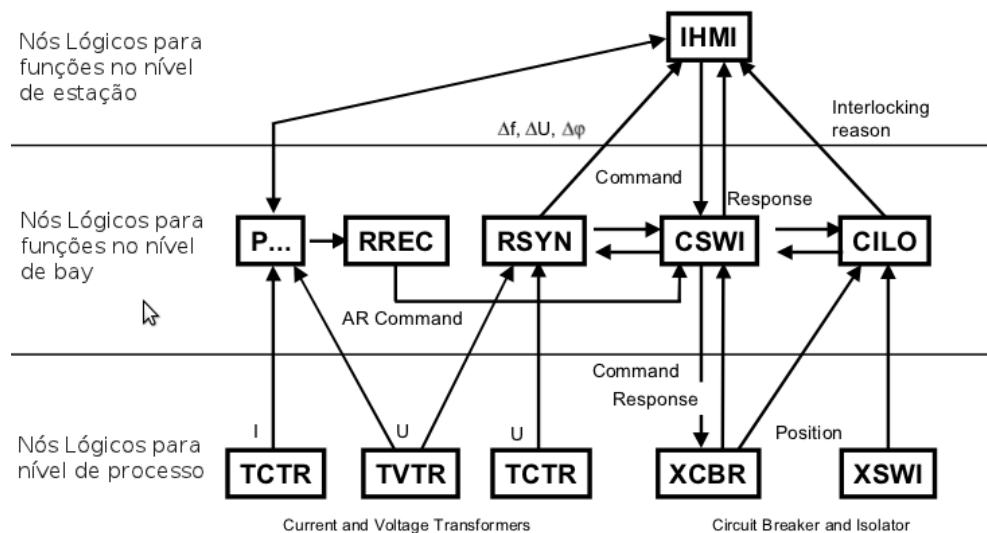 Nós Lógicos para
funções no nível
de estação
IHMI
Δf, ΔU, Δφ
Interlocking
reason
Command
Response
Nós Lógicos para
funções no nível
de bay
P...
RREC
RSYN
CSWI
CILO
AR Command
Command
Response
Nós Lógicos para
nível de processo
I
U
U
Position
TCTR
TVTR
TCTR
XCBR
XSWI
Current and Voltage Transformers
Circuit Breaker and Isolator